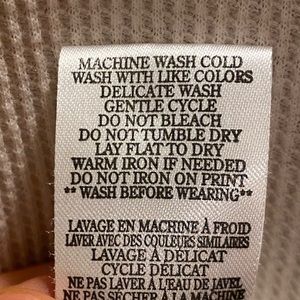 MACHINE WASH COLD
WASH WITH LIKE COLORS
DELICATE WASH
GENTLE CYCLE
DO NOT BLEACH
DO NOT TUMBLE DRY
LAY FLAT TO DRY
WARM IRON IF NEEDED
DO NOT IRON ON PRINT
**WASH BEFORE WEARING**
LAVAGE EN MACHINE À FROID
LAVER AVEC DES COULEURS SIMILAIRES
LAVAGE À DÉLICAT
CYCLE DÉLICAT
NE PAS LAVER À L'EAU DE JAVEL
NE PAS SÉCHER À LA MACHINE